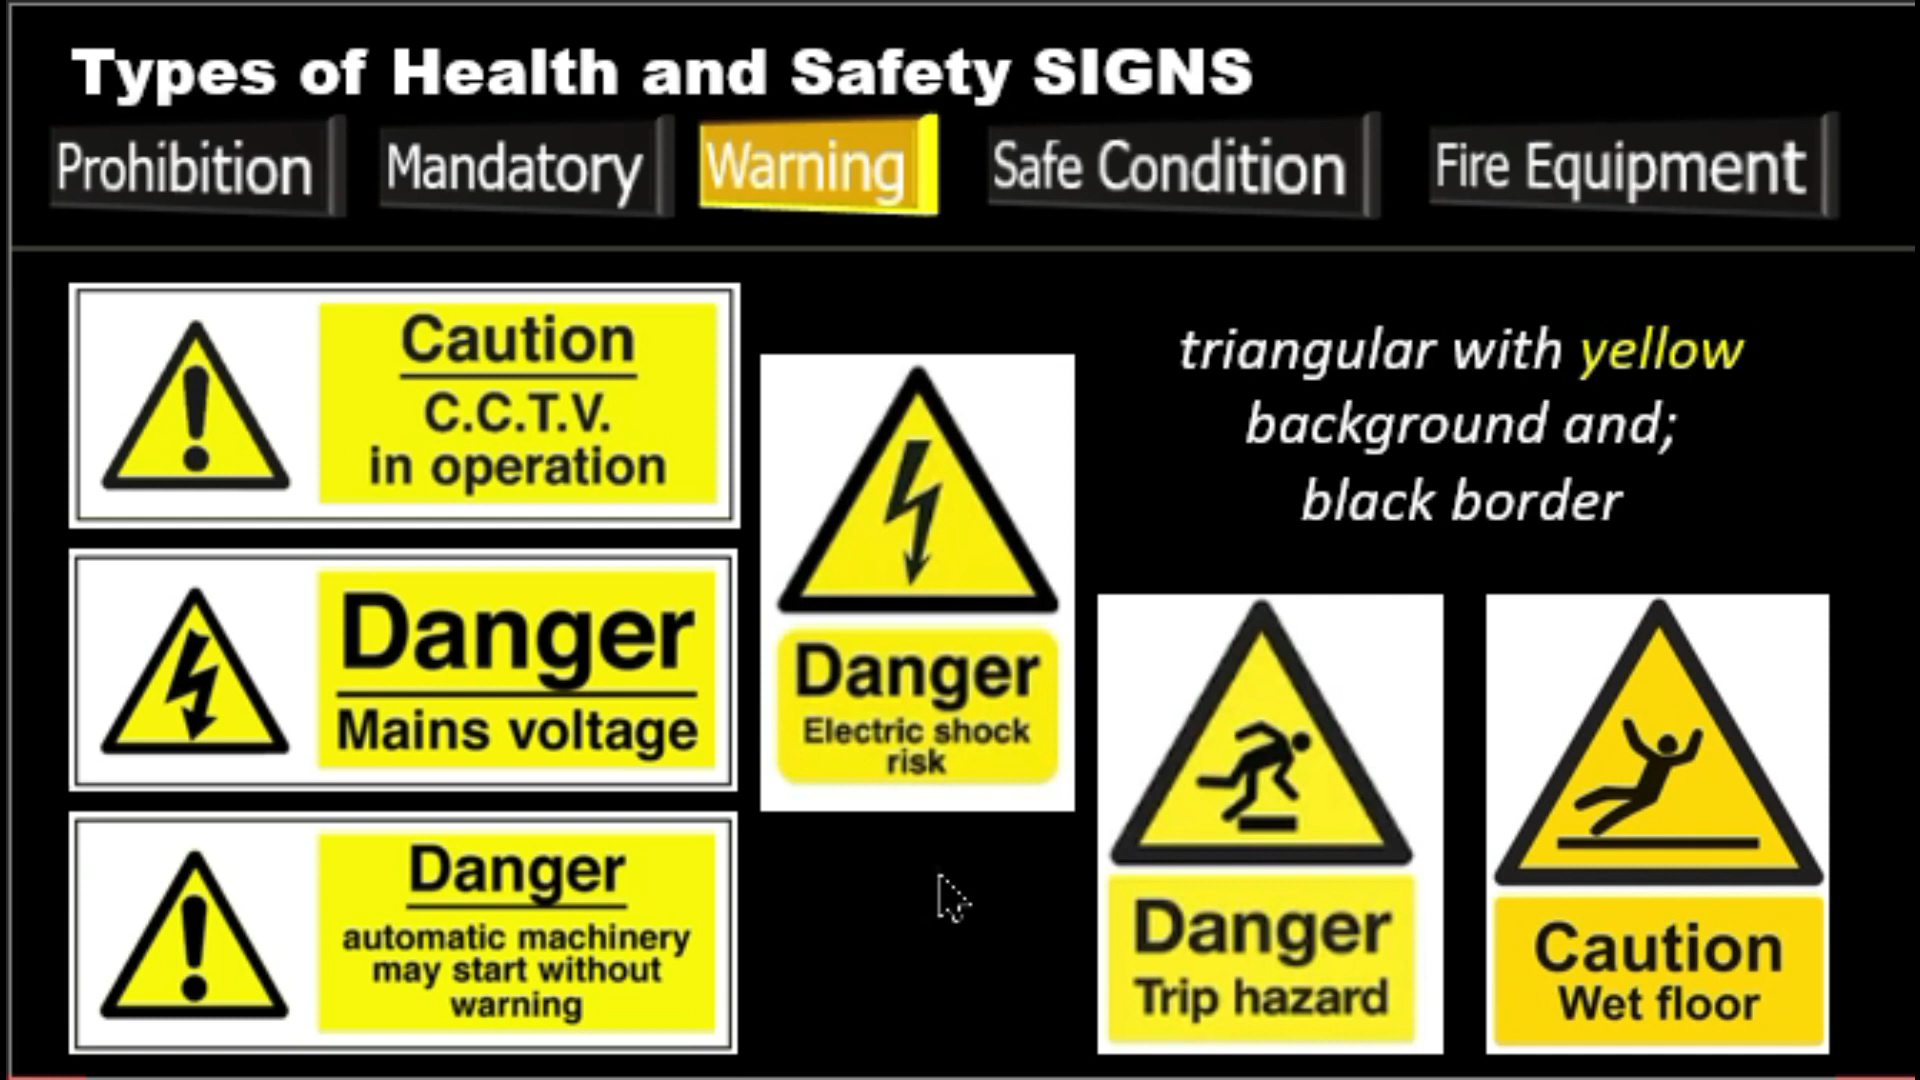 Types of Health and Safety SIGNS
Prohibition
Mandatory
Warning
Safe Condition
Fire Equipment
Caution
C.C.T.V.
in operation
Danger
Mains voltage
Danger
automatic machinery
may start without
warning
Danger
Electric shock
risk
triangular with yellow
background and;
black border
Danger
Trip hazard
Caution
Wet floor